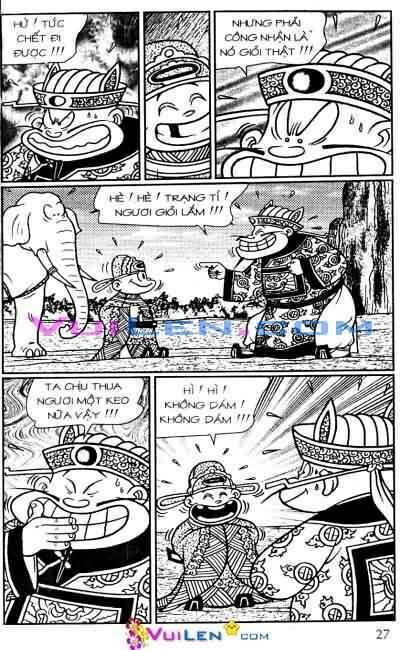 HỪ ! TỨC
CHẾT ĐI
ĐƯỢC !!!
NHƯNG PHẢI
CÔNG NHẬN LÀ
NÓ GIỎI THẬT !!!
HÈ ! HÈ ! TRẠNG TÍ !
NGƯƠI GIỎI LẮM !!!
VUILEN.COM
TA CHỊU THUA
NGƯƠI MỘT KEO
NỮA VẬY !!!
HÌ ! HÌ !
KHÔNG DÁM !
KHÔNG DÁM !!!
27
VUILEN.COM